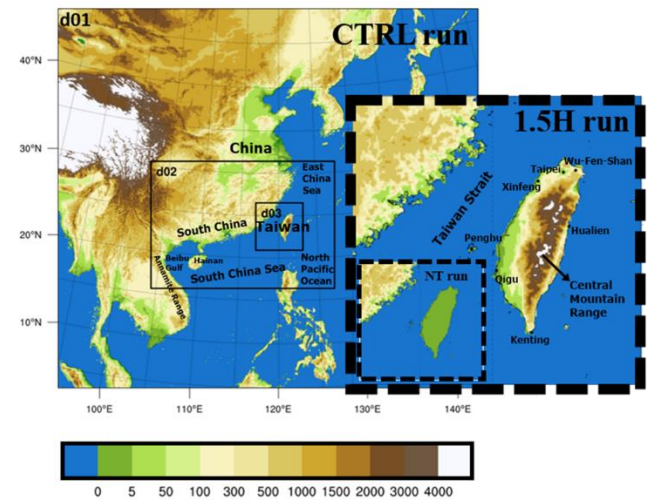 d01
CTRL run
40°N
30°N
20°N
10°N
China
d02
East
China
Sea
d03
Taiwan
South China
Beibu
Gulf
Hainan
South China Sea
North
Pacific
Ocean
Annamite Range
1.5H run
Wu-Fen-Shan
Taipei
Xinfeng
Taiwan Strait
Penghu
Hualien
Qigu
Central
Mountain
Range
Kenting
NT run
100°E
110°E
120°E
130°E
140°E
0 5 50 100 300 500 1000 1500 2000 3000 4000